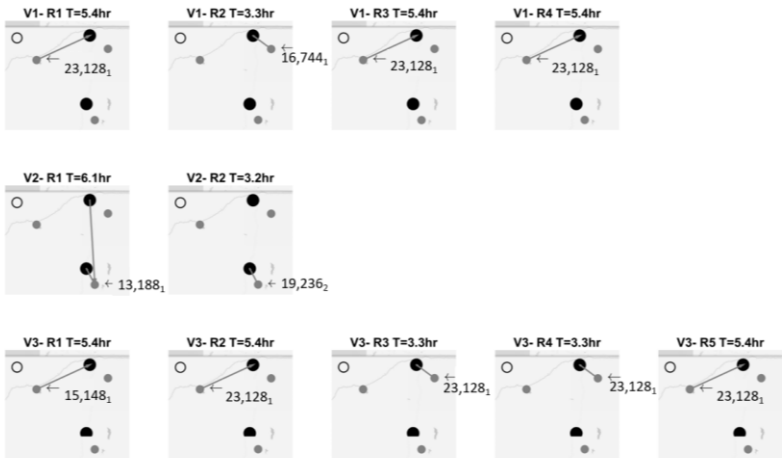 V1- R1 T=5.4hr
V1- R2 T=3.3hr
V1- R3 T=5.4hr
V1- R4 T=5.4hr
← 23,128₁
← 16,744₁
← 23,128₁
← 23,128₁
V2- R1 T=6.1hr
V2- R2 T=3.2hr
← 13,188₁
← 19,236₂
V3- R1 T=5.4hr
V3- R2 T=5.4hr
V3- R3 T=3.3hr
V3- R4 T=3.3hr
V3- R5 T=5.4hr
← 15,148₁
← 23,128₁
← 23,128₁
← 23,128₁
← 23,128₁